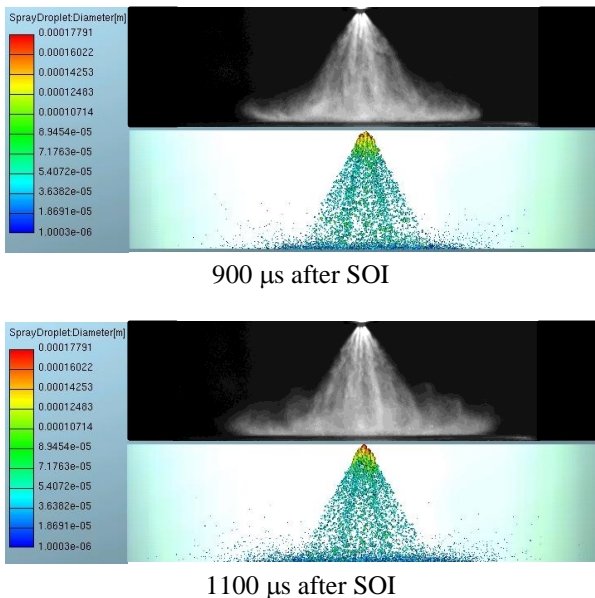 SprayDroplet:Diameter[m]
0.00017791
0.00016022
0.00014253
0.00012483
0.00010714
8.9454e-05
7.1763e-05
5.4072e-05
3.6382e-05
1.8691e-05
1.0003e-06
900 μs after SOI
SprayDroplet:Diameter[m]
0.00017791
0.00016022
0.00014253
0.00012483
0.00010714
8.9454e-05
7.1763e-05
5.4072e-05
3.6382e-05
1.8691e-05
1.0003e-06
1100 μs after SOI